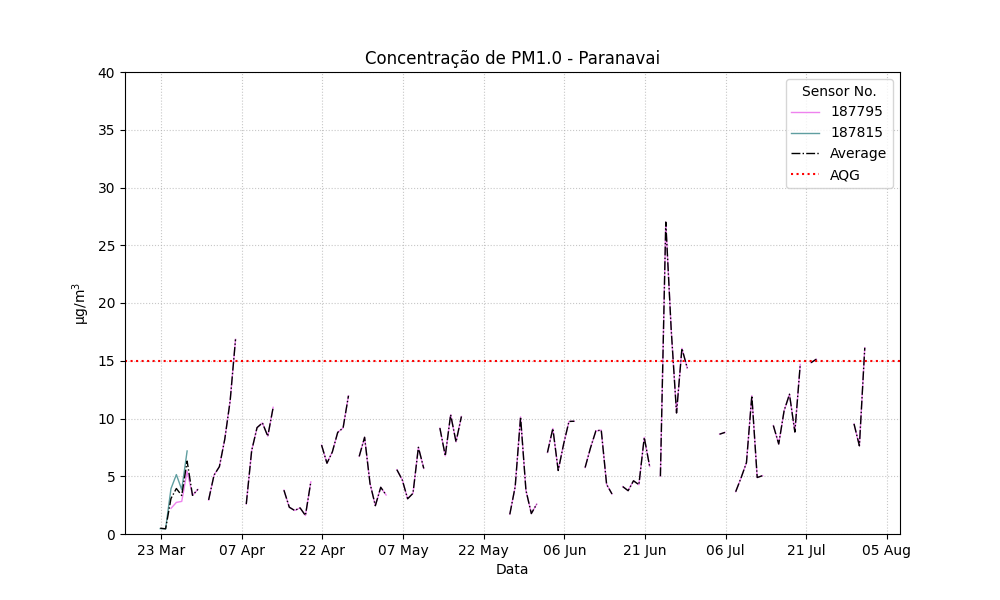 Concentração de PM1.0 - Paranavai
40
35
30
25
20
15
10
5
0
µg/m³
Sensor No.
187795
187815
Average
AQG
23 Mar 07 Apr 22 Apr 07 May 22 May 06 Jun 21 Jun 06 Jul 21 Jul 05 Aug
Data